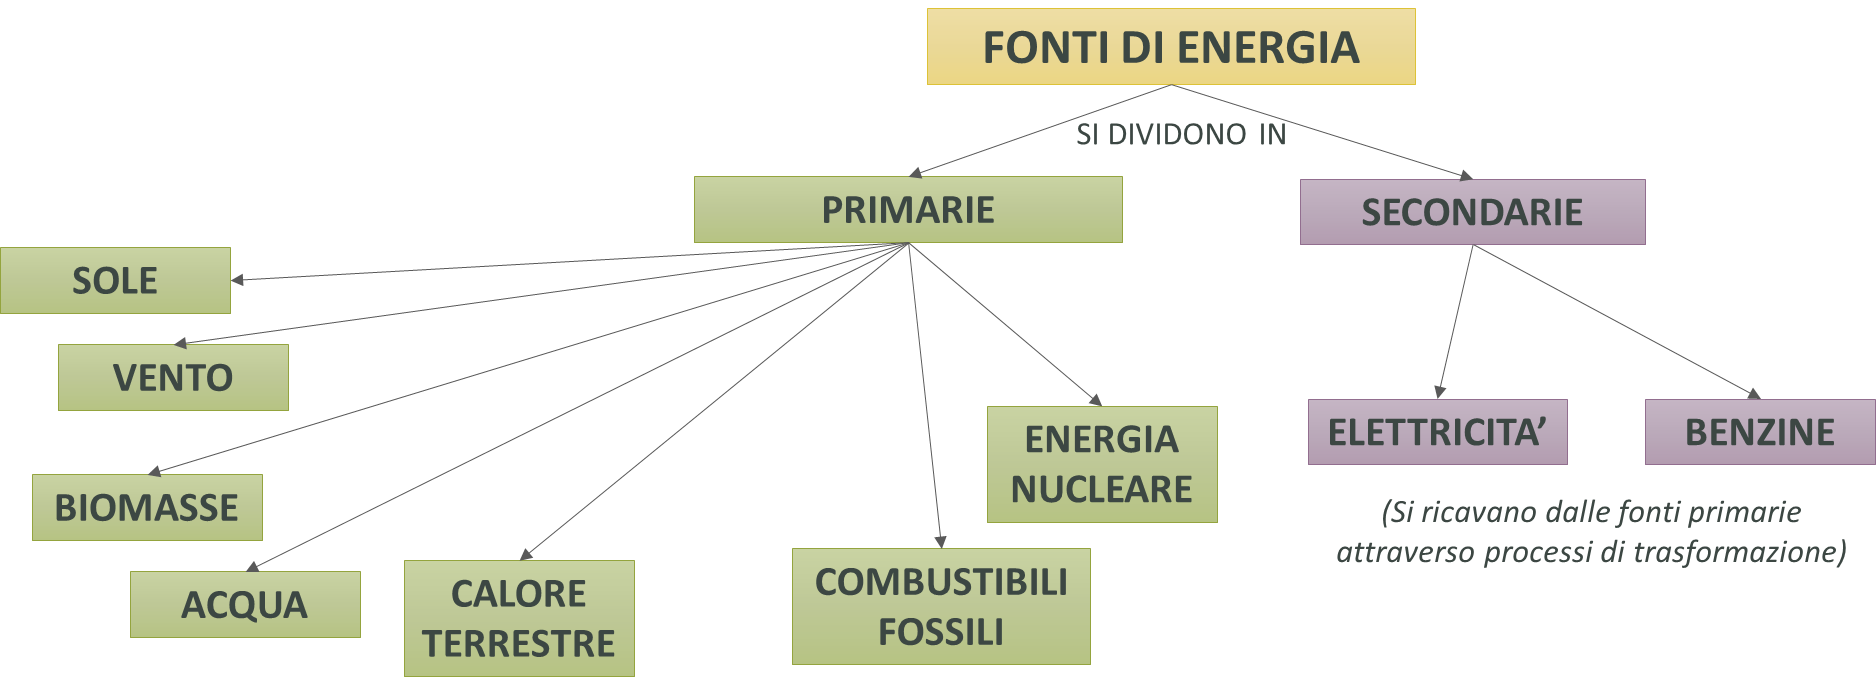 FONTI DI ENERGIA
SI DIVIDONO IN
PRIMARIE
SECONDARIE
SOLE
VENTO
BIOMASSE
ACQUA
CALORE
TERRESTRE
COMBUSTIBILI
FOSSILI
ENERGIA
NUCLEARE
ELETTRICITA’
BENZINE
(Si ricavano dalle fonti primarie
attraverso processi di trasformazione)